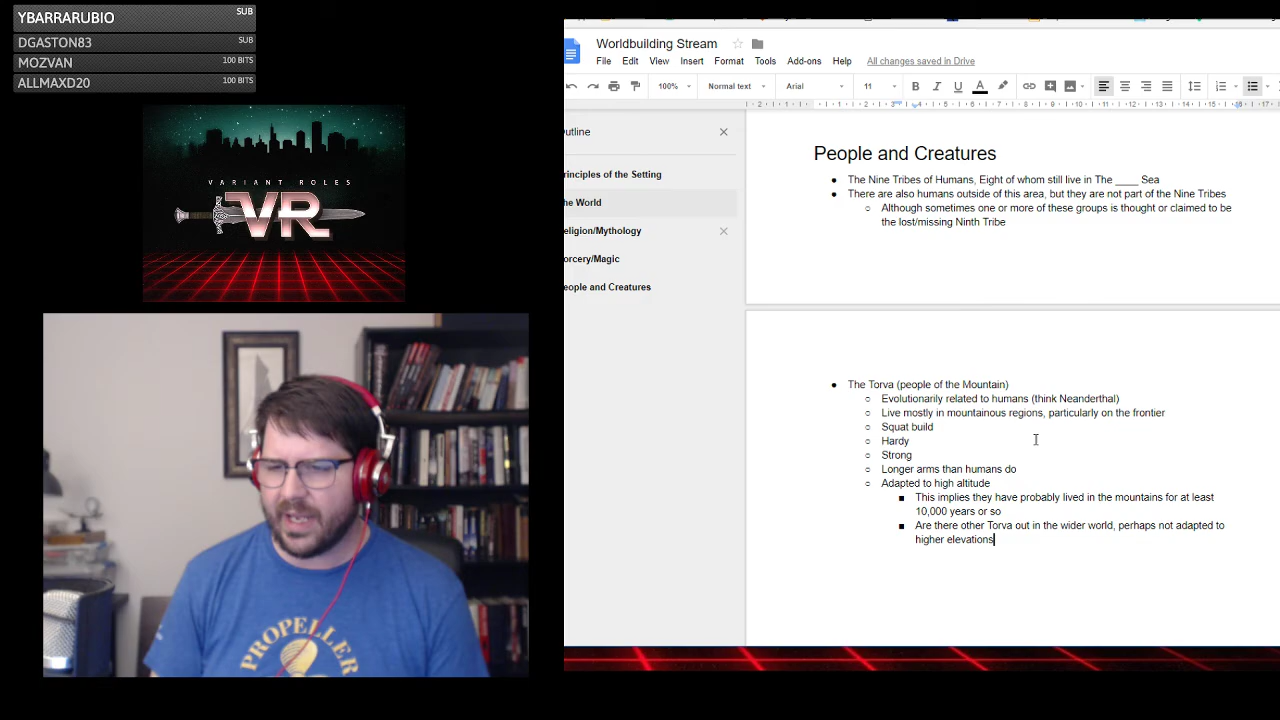 YBARRARUBIO SUB
DGASTON83 SUB
MOZVAN 100 BITS
ALLMAXD20 100 BITS
VARIANT ROLES
VR
PROPELLER
Worldbuilding Stream
File Edit View Insert Format Tools Add-ons Help All changes saved in Drive
100% Normal text Arial 11 B I U A
utline
rinciples of the Setting
he World
eligion/Mythology
orcery/Magic
eople and Creatures
People and Creatures
The Nine Tribes of Humans, Eight of whom still live in The ____ Sea
There are also humans outside of this area, but they are not part of the Nine Tribes
Although sometimes one or more of these groups is thought or claimed to be
the lost/missing Ninth Tribe
The Torva (people of the Mountain)
Evolutionarily related to humans (think Neanderthal)
Live mostly in mountainous regions, particularly on the frontier
Squat build
Hardy
Strong
Longer arms than humans do
Adapted to high altitude
This implies they have probably lived in the mountains for at least
10,000 years or so
Are there other Torva out in the wider world, perhaps not adapted to
higher elevations